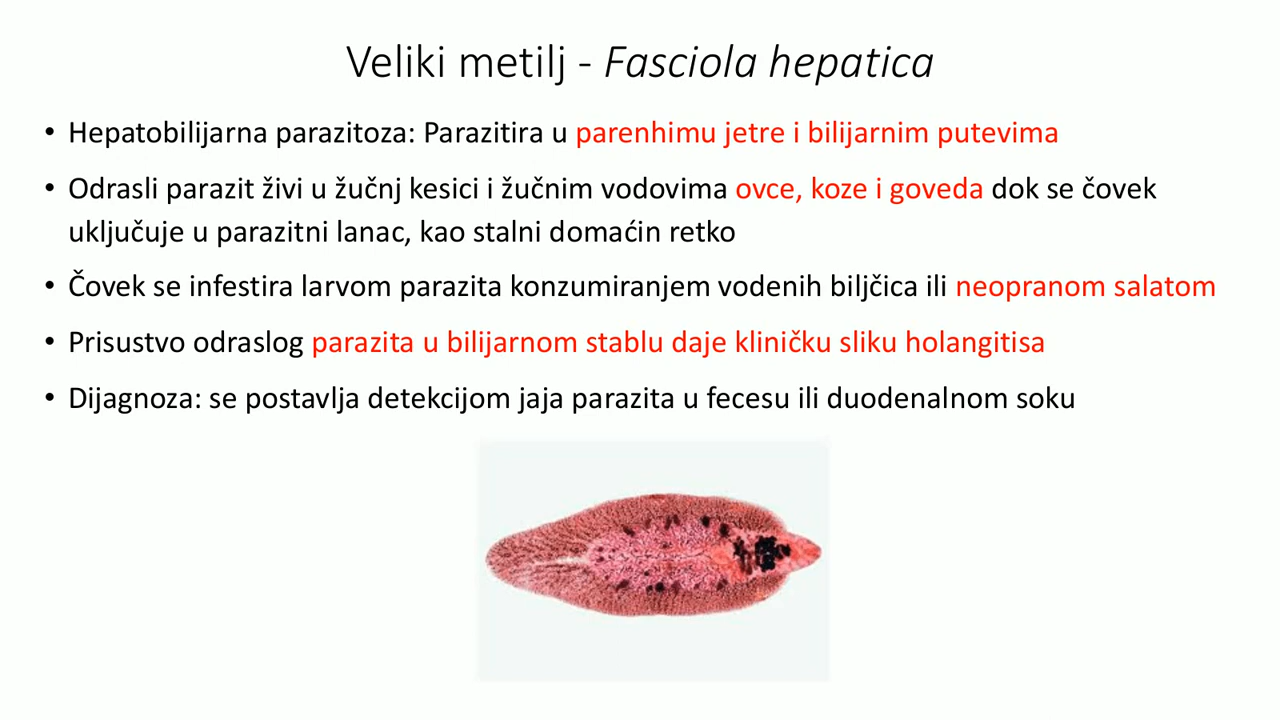 Veliki metilj - Fasciola hepatica
• Hepatobilijarna parazitoza: Parazitira u parenhimu jetre i bilijarnim putevima
• Odrasli parazit živi u žučnj kesici i žučnim vodovima ovce, koze i goveda dok se čovek
uključuje u parazitni lanac, kao stalni domaćin retko
• Čovek se infestira larvom parazita konzumiranjem vodenih biljčica ili neopranom salatom
• Prisustvo odraslog parazita u bilijarnom stablu daje kliničku sliku holangitisa
• Dijagnoza: se postavlja detekcijom jaja parazita u fecesu ili duodenalnom soku